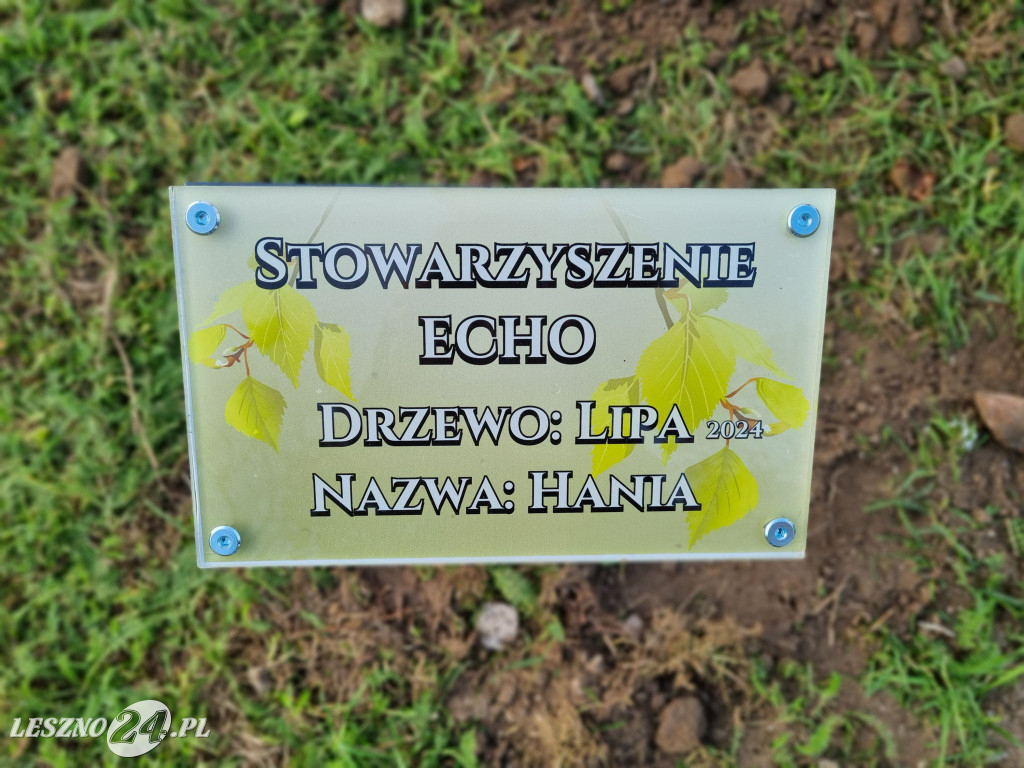 STOWARZYSZENIE
ECHO
DRZEWO: LIPA 2024
NAZWA: HANIA
LESZNO24.PL